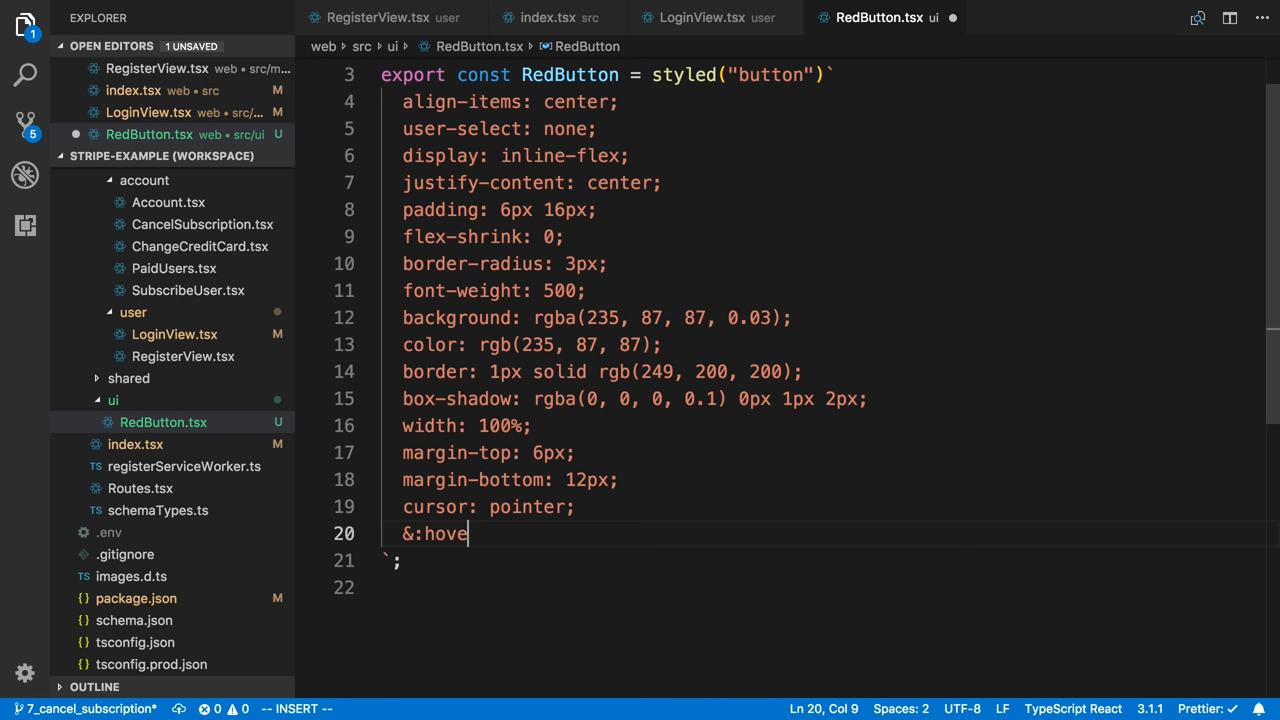 EXPLORER
OPEN EDITORS 1 UNSAVED
RegisterView.tsx web • src/m...
index.tsx web • src M
LoginView.tsx web • src/... M
RedButton.tsx web • src/ui U
STRIPE-EXAMPLE (WORKSPACE)
account
Account.tsx
CancelSubscription.tsx
ChangeCreditCard.tsx
PaidUsers.tsx
SubscribeUser.tsx
user
LoginView.tsx M
RegisterView.tsx
shared
ui
RedButton.tsx U
index.tsx M
TS registerServiceWorker.ts
Routes.tsx
TS schemaTypes.ts
.env
.gitignore
TS images.d.ts
{} package.json M
{} schema.json
{} tsconfig.json
{} tsconfig.prod.json
OUTLINE
1
5
RegisterView.tsx user
index.tsx src
LoginView.tsx user
RedButton.tsx ui
web src ui RedButton.tsx RedButton
3 export const RedButton = styled("button")`
4 align-items: center;
5 user-select: none;
6 display: inline-flex;
7 justify-content: center;
8 padding: 6px 16px;
9 flex-shrink: 0;
10 border-radius: 3px;
11 font-weight: 500;
12 background: rgba(235, 87, 87, 0.03);
13 color: rgb(235, 87, 87);
14 border: 1px solid rgb(249, 200, 200);
15 box-shadow: rgba(0, 0, 0, 0.1) 0px 1px 2px;
16 width: 100%;
17 margin-top: 6px;
18 margin-bottom: 12px;
19 cursor: pointer;
20 &:hove
21 `;
22
7_cancel_subscription* 0 0 -- INSERT -- Ln 20, Col 9 Spaces: 2 UTF-8 LF TypeScript React 3.1.1 Prettier: ✓